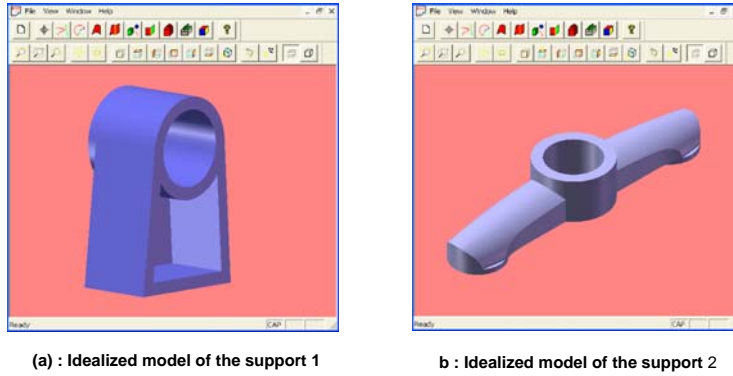 File View Window Help
Ready
CAP
File View Window Help
Ready
CAP
(a) : Idealized model of the support 1
b : Idealized model of the support 2